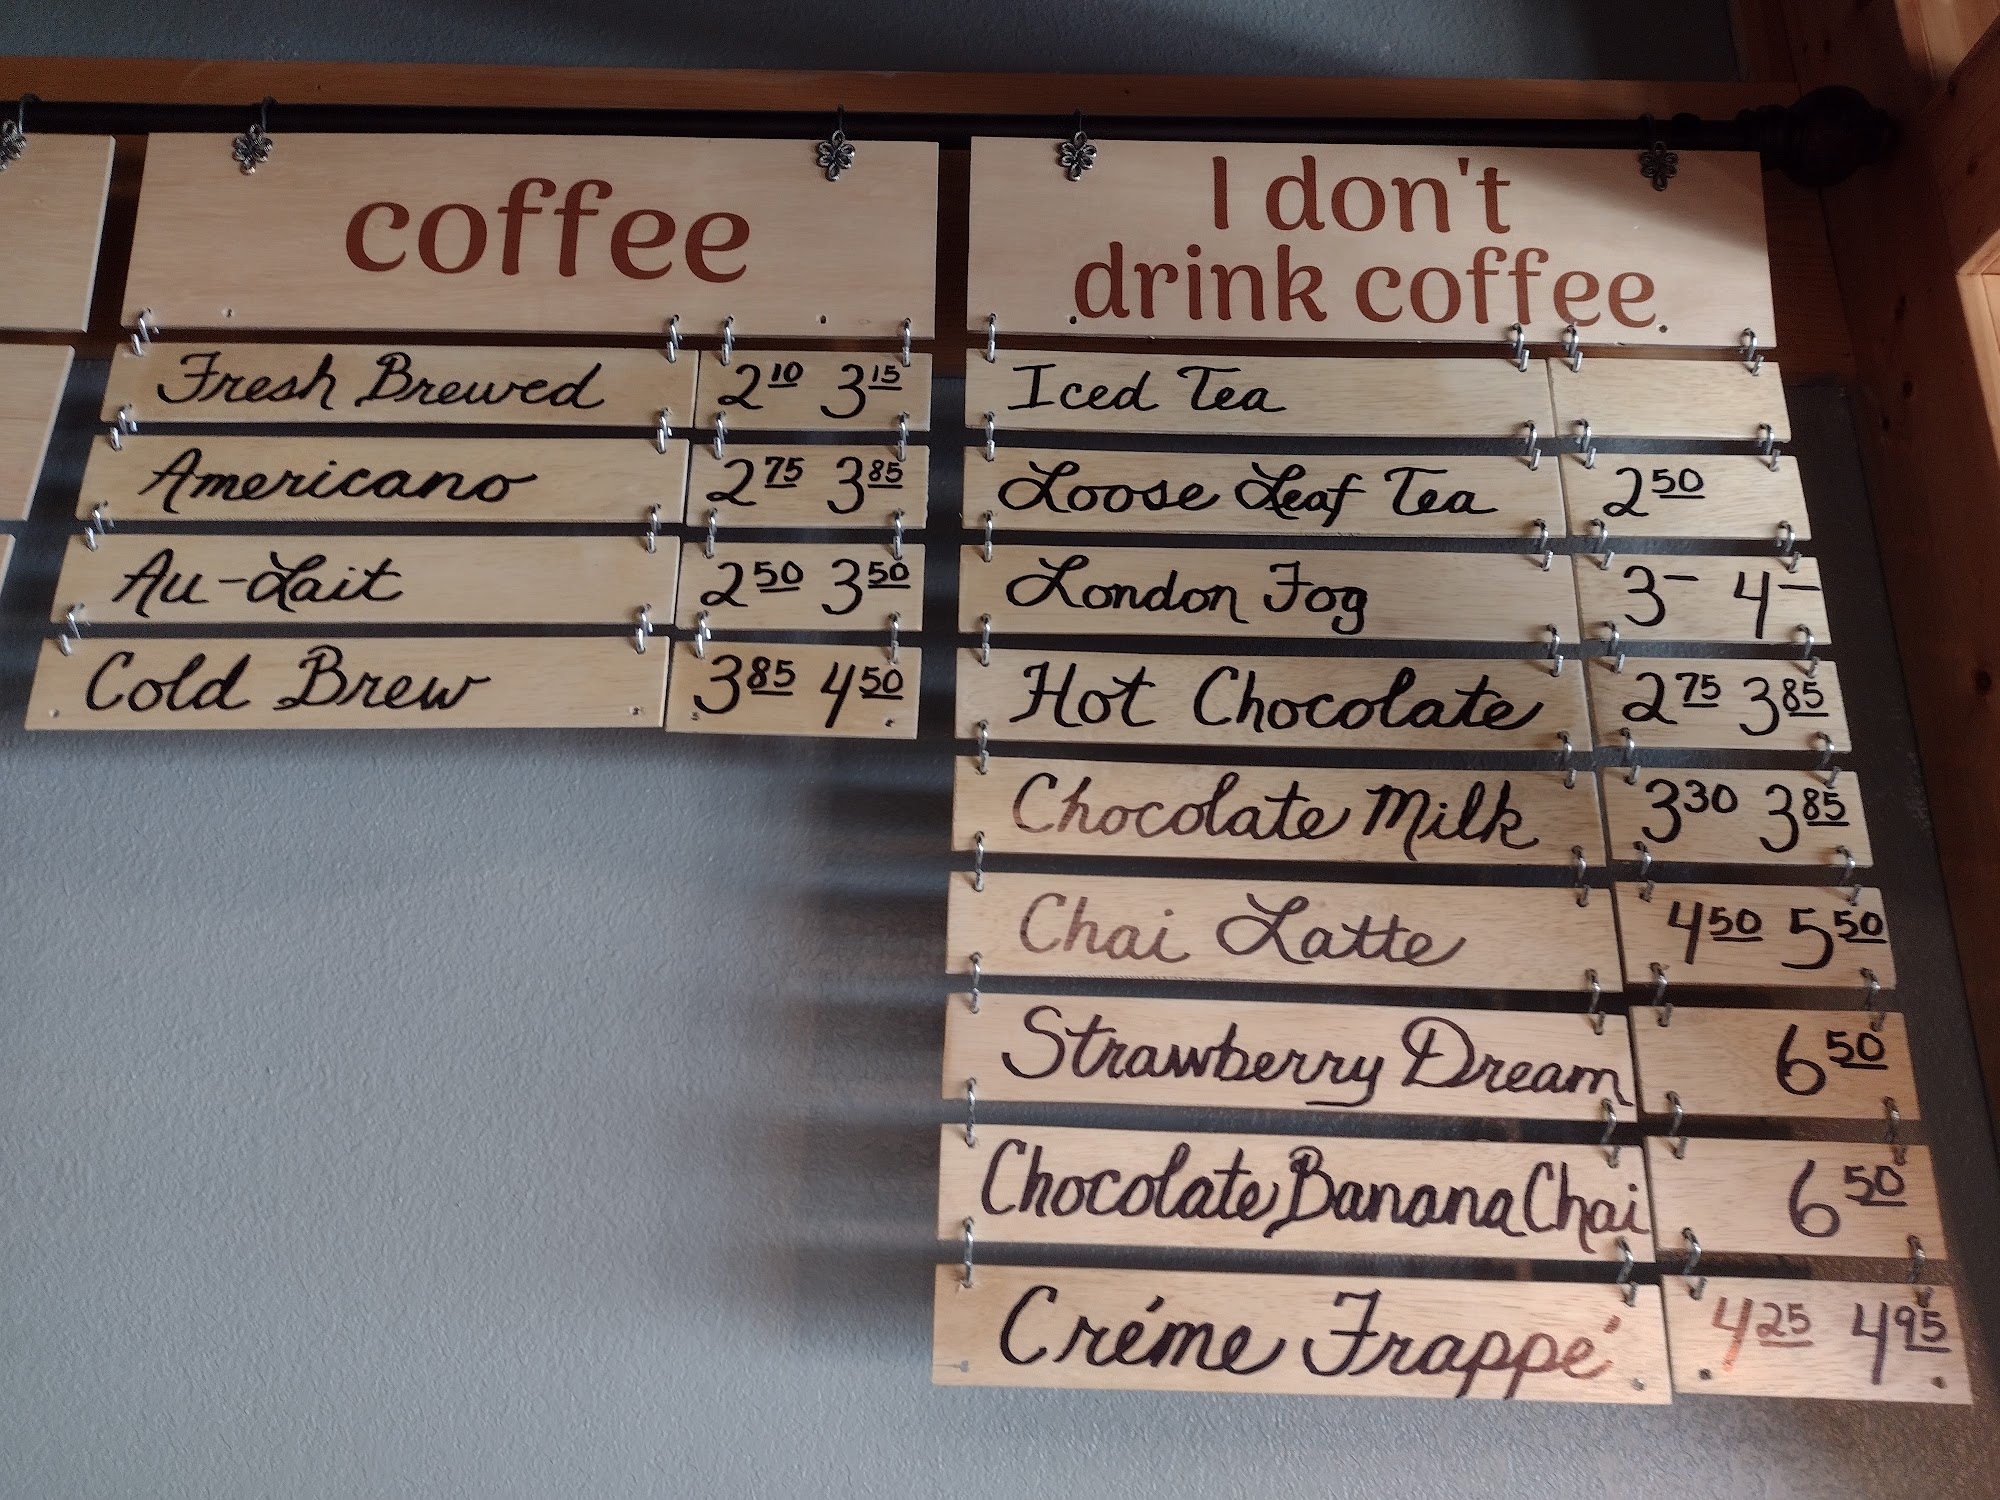 coffee
Fresh Brewed 2 10 3 15
Americano 2 75 3 85
Au-Lait 2 50 3 50
Cold Brew 3 85 4 50
I don't
drink coffee
Iced Tea
Loose Leaf Tea 2 50
London Fog 3 – 4 –
Hot Chocolate 2 75 3 85
Chocolate Milk 3 30 3 85
Chai Latte 4 50 5 50
Strawberry Dream 6 50
Chocolate Banana Chai 6 50
Créme Frappé 4 25 4 95